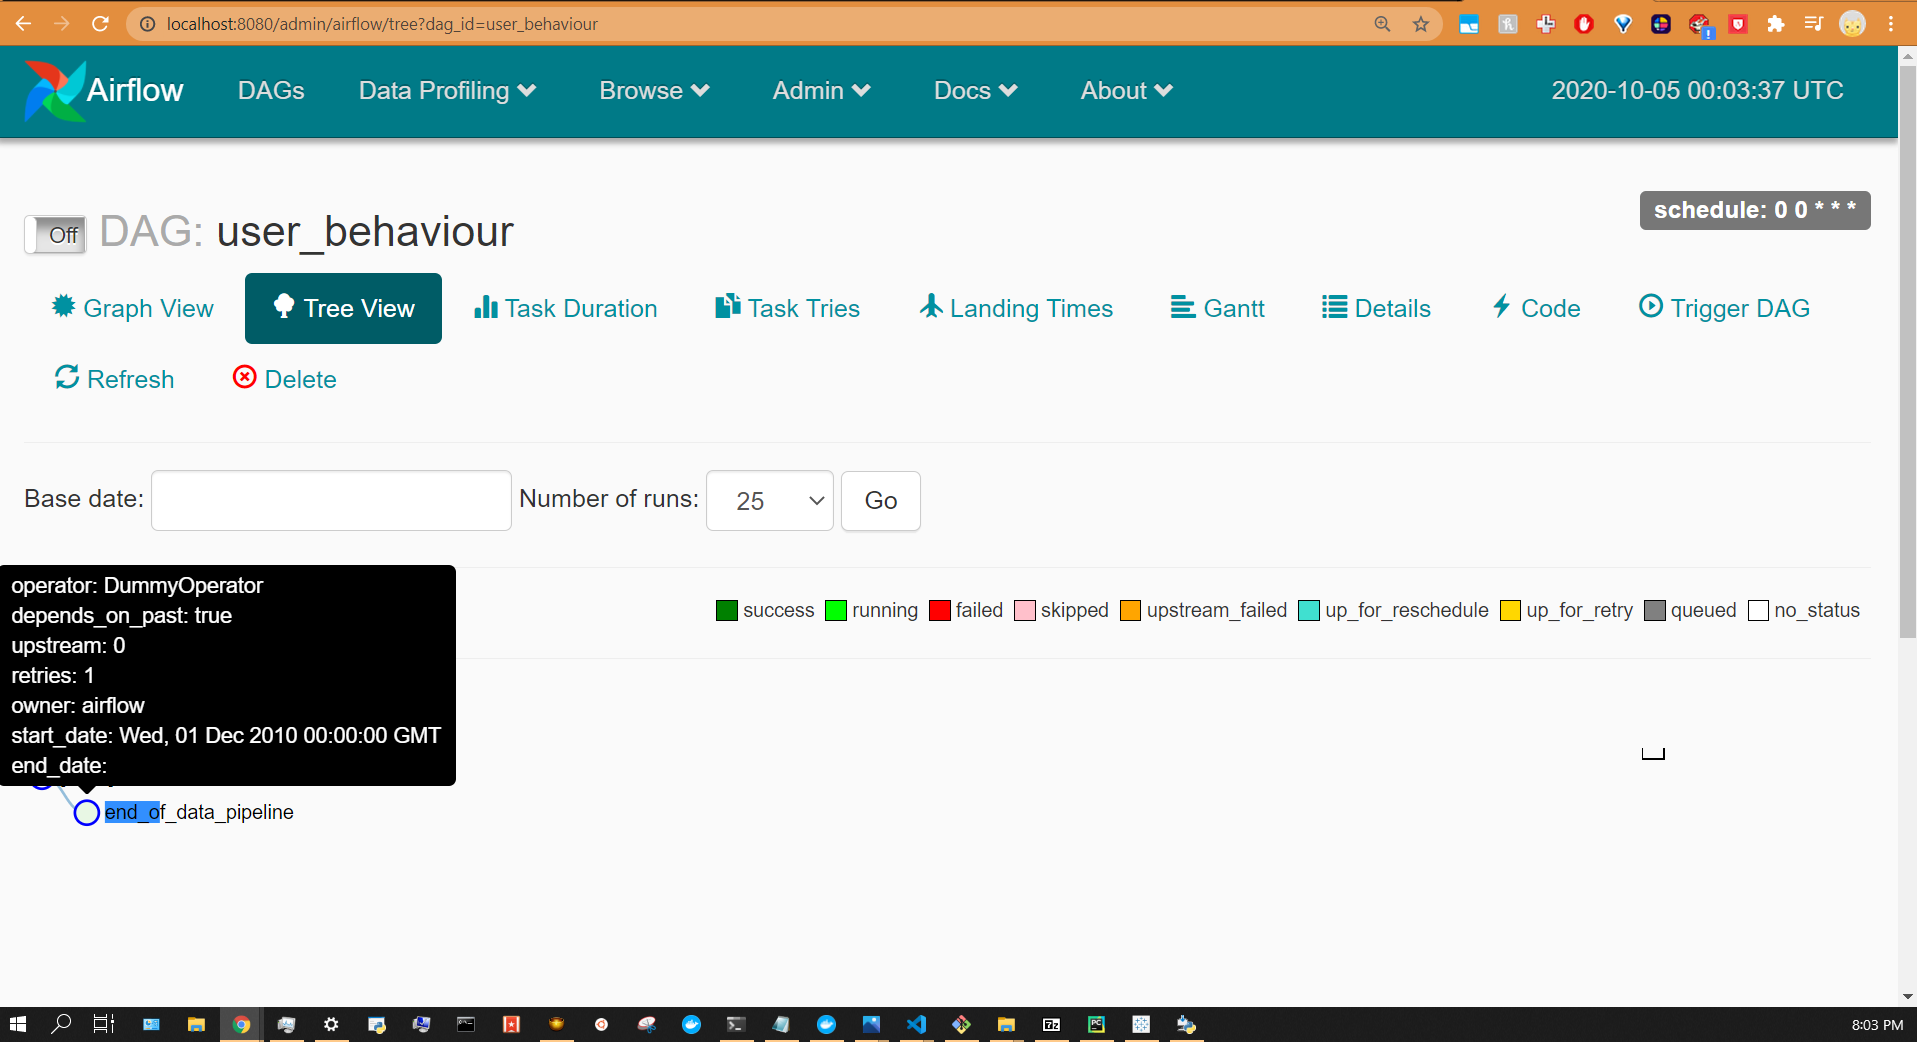 localhost:8080/admin/airflow/tree?dag_id=user_behaviour
Airflow DAGs Data Profiling Browse Admin Docs About 2020-10-05 00:03:37 UTC
schedule: 0 0 * * *
Off DAG: user_behaviour
Graph View Tree View Task Duration Task Tries Landing Times Gantt Details Code Trigger DAG
Refresh Delete
Base date: Number of runs: 25 Go
operator: DummyOperator
depends_on_past: true
upstream: 0
retries: 1
owner: airflow
start_date: Wed, 01 Dec 2010 00:00:00 GMT
end_date:
success running failed skipped upstream_failed up_for_reschedule up_for_retry queued no_status
end_of_data_pipeline
8:03 PM